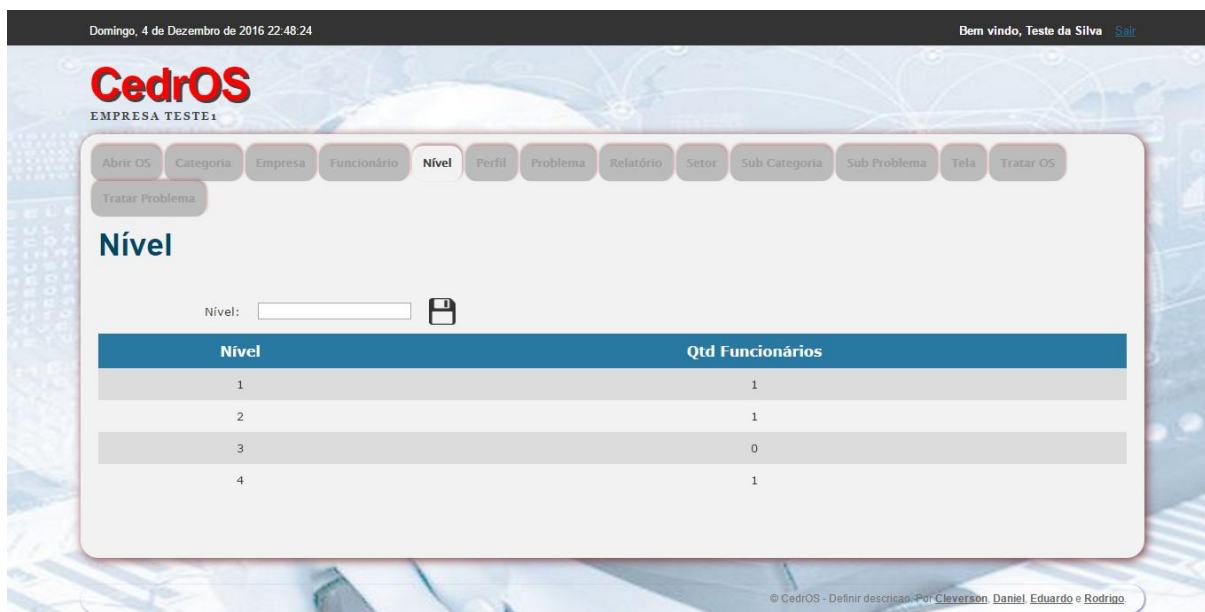 Domingo, 4 de Dezembro de 2016 22:48:24 Bem vindo, Teste da Silva Sair
CedrOS
EMPRESA TESTE1
Abrir OS Categoria Empresa Funcionário Nível Perfil Problema Relatório Setor Sub Categoria Sub Problema Tela Tratar OS
Tratar Problema
Nível
Nível:
Nível Qtd Funcionários
1 1
2 1
3 0
4 1
© CedrOS - Definir descricao. Por Cleverson, Daniel, Eduardo e Rodrigo.